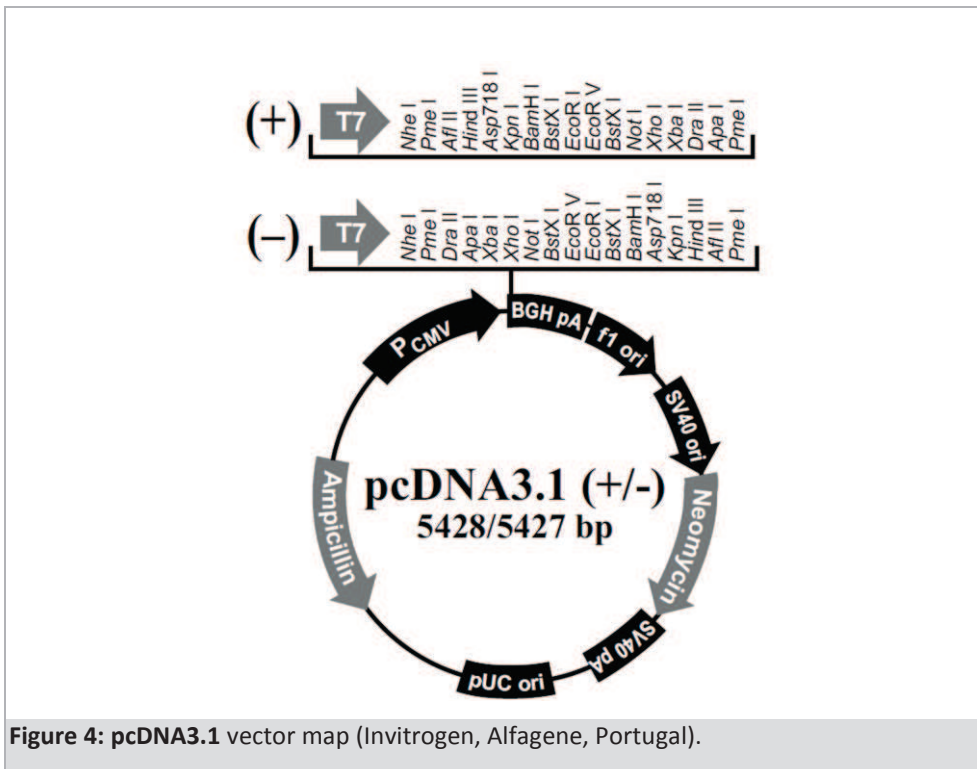 (+) T7 Nhe I Pme I Afl II Hind III Asp718 I Kpn I BamH I BstX I EcoR I EcoR V BstX I Not I Xho I Xba I Dra II Apa I Pme I
(–) T7 Nhe I Pme I Dra II Apa I Xba I Xho I Not I BstX I EcoR V EcoR I BstX I BamH I Asp718 I Kpn I Hind III Afl II Pme I
PCMV
BGH pA
f1 ori
SV40 ori
Neomycin
SV40 pA
pUC ori
Ampicillin
pcDNA3.1 (+/-)
5428/5427 bp
Figure 4: pcDNA3.1 vector map (Invitrogen, Alfagene, Portugal).